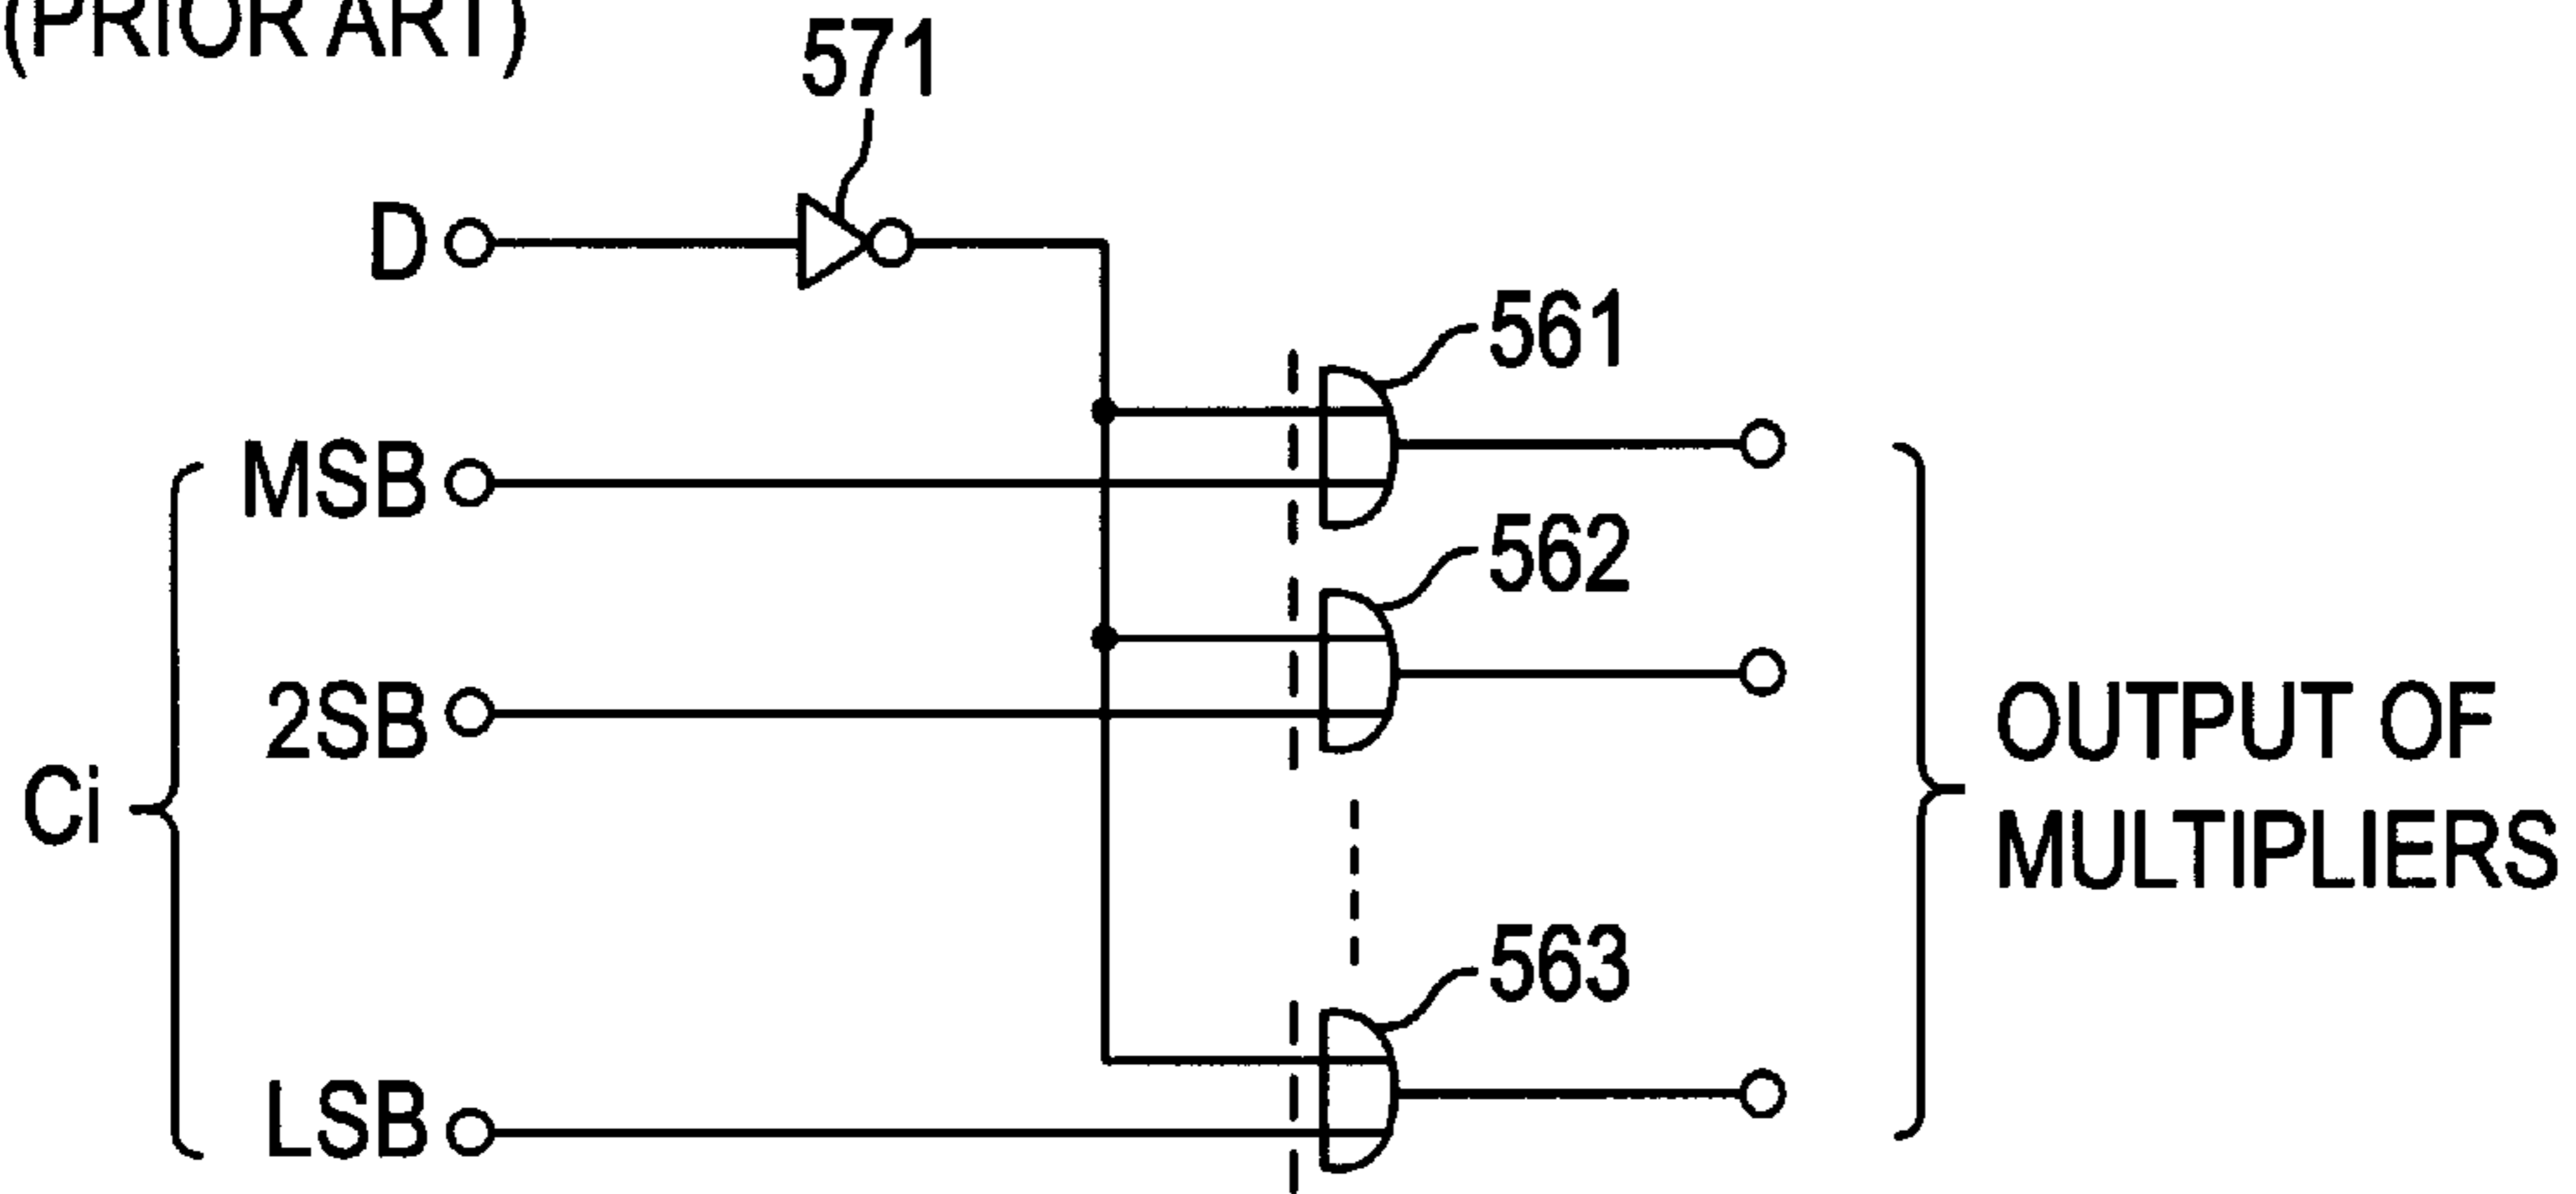 (PRIOR ART)
571
D
561
MSB
562
2SB
Ci
OUTPUT OF
MULTIPLIERS
563
LSB